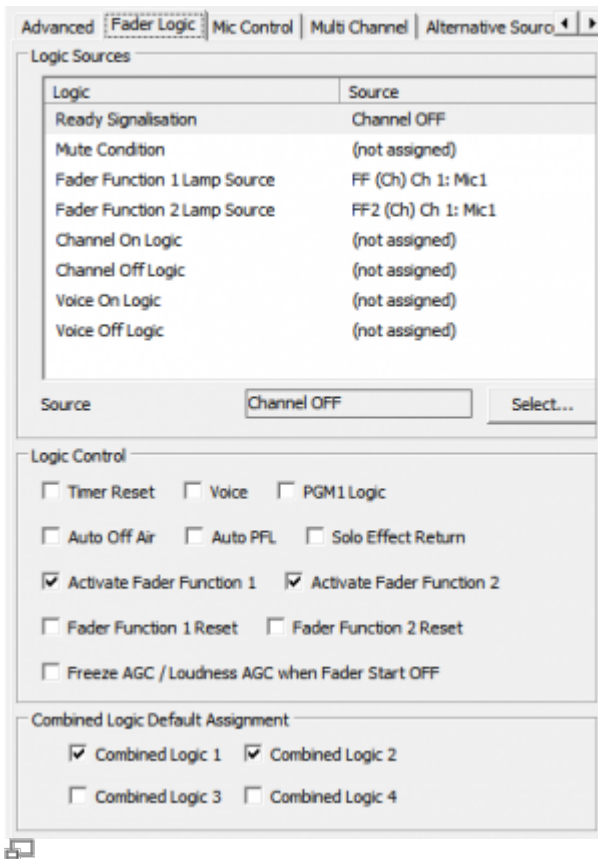 Advanced Fader Logic Mic Control Multi Channel Alternative Sourc
Logic Sources
Logic Source
Ready Signalisation Channel OFF
Mute Condition (not assigned)
Fader Function 1 Lamp Source FF (Ch) Ch 1: Mic1
Fader Function 2 Lamp Source FF2 (Ch) Ch 1: Mic1
Channel On Logic (not assigned)
Channel Off Logic (not assigned)
Voice On Logic (not assigned)
Voice Off Logic (not assigned)
Source Channel OFF Select...
Logic Control
Timer Reset Voice PGM1 Logic
Auto Off Air Auto PFL Solo Effect Return
Activate Fader Function 1 Activate Fader Function 2
Fader Function 1 Reset Fader Function 2 Reset
Freeze AGC / Loudness AGC when Fader Start OFF
Combined Logic Default Assignment
Combined Logic 1 Combined Logic 2
Combined Logic 3 Combined Logic 4